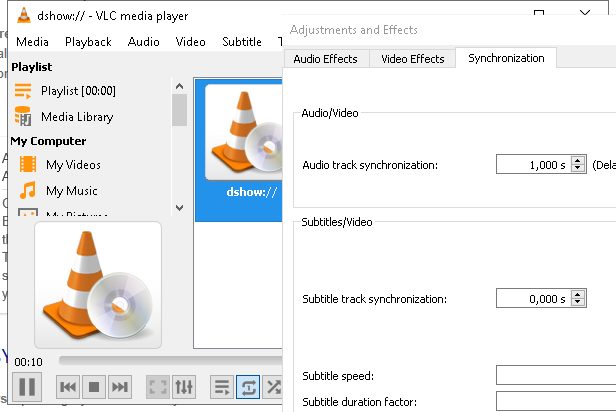 dshow:// - VLC media player
Media Playback Audio Video Subtitle T
Playlist
Playlist [00:00]
Media Library
My Computer
My Videos
My Music
My Pictures
dshow://
00:10
Adjustments and Effects
Audio Effects Video Effects Synchronization
Audio/Video
Audio track synchronization: 1,000 s (Dela
Subtitles/Video
Subtitle track synchronization: 0,000 s
Subtitle speed:
Subtitle duration factor: